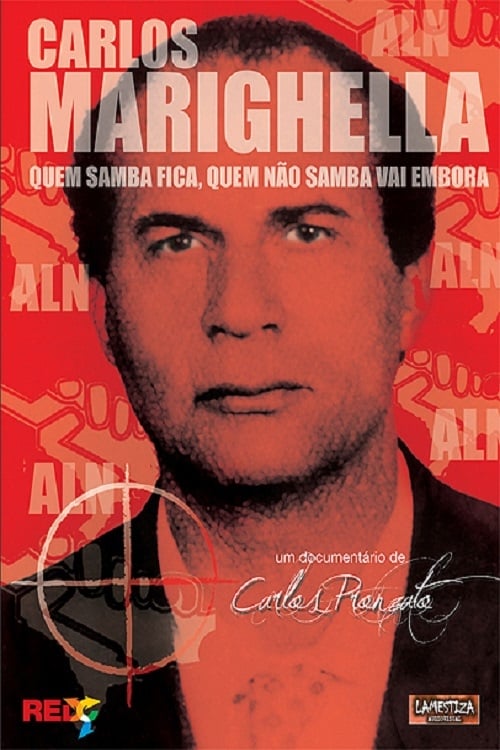 ALN
CARLOS
MARIGHELLA
QUEM SAMBA FICA, QUEM NÃO SAMBA VAI EMBORA
ALN
ALN
ALN
ALN
um documentário de
Carlos Pronzato
RED
LAMESTIZA
AUDIOVISUAL